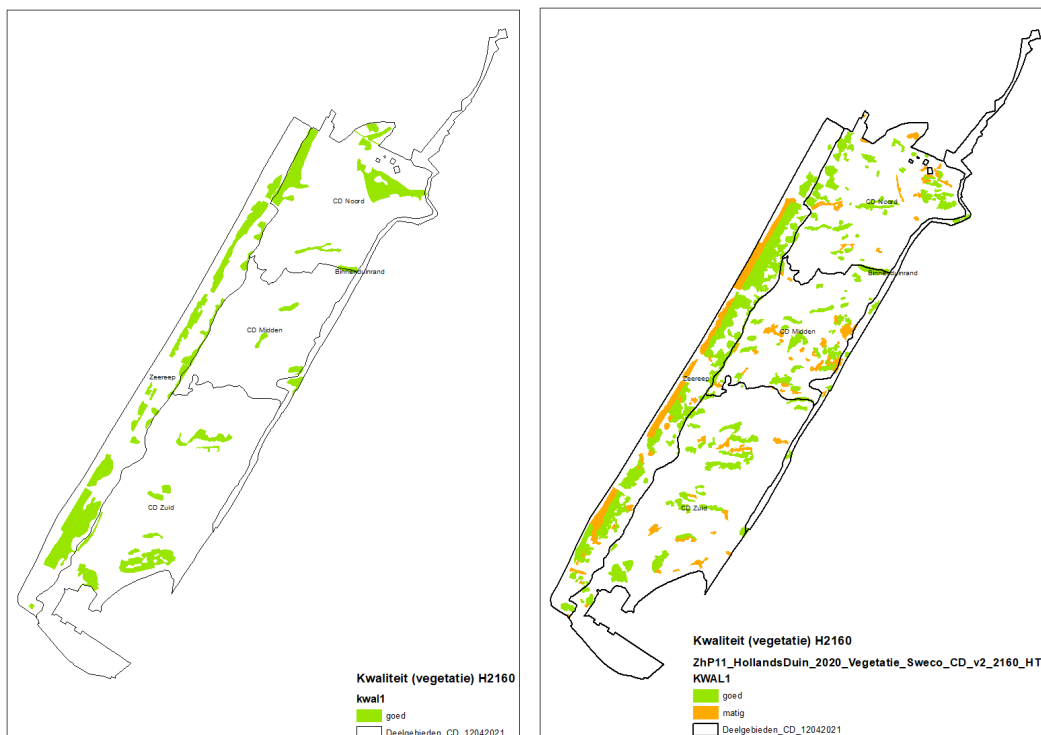 CD Noord
Binnenduinrand
CD Midden
Zeereep
CD Zuid
Kwaliteit (vegetatie) H2160
kwal1
goed
Deelgebieden_CD_12042021
CD Noord
Binnenduinrand
CD Midden
Zeereep
CD Zuid
Kwaliteit (vegetatie) H2160
ZhP11_HollandsDuin_2020_Vegetatie_Sweco_CD_v2_2160_HT
KWAL1
goed
matig
Deelgebieden_CD_12042021